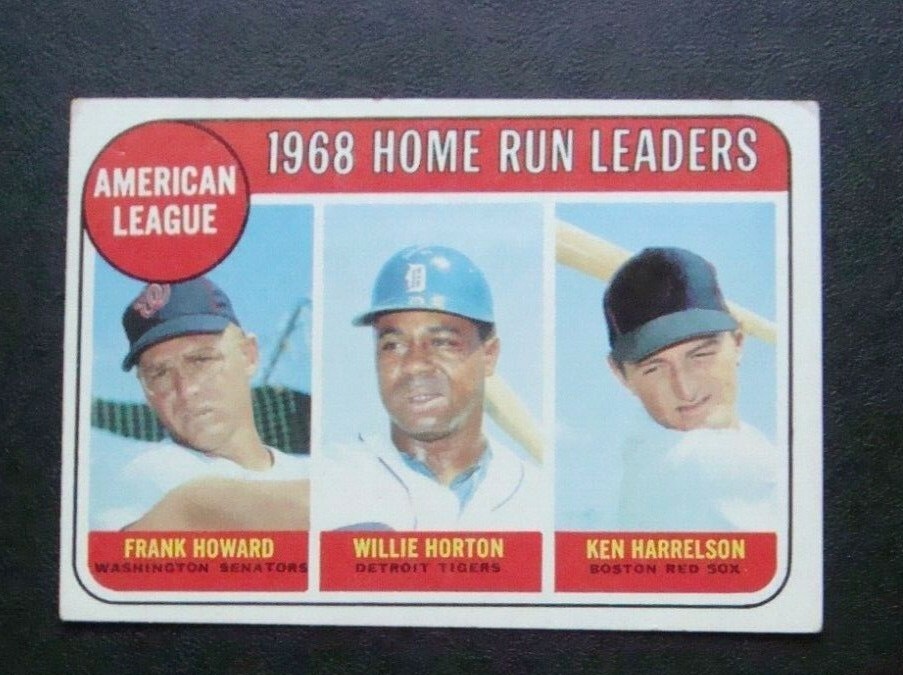 1968 HOME RUN LEADERS
AMERICAN
LEAGUE
W
D
FRANK HOWARD
WASHINGTON SENATORS
WILLIE HORTON
DETROIT TIGERS
KEN HARRELSON
BOSTON RED SOX